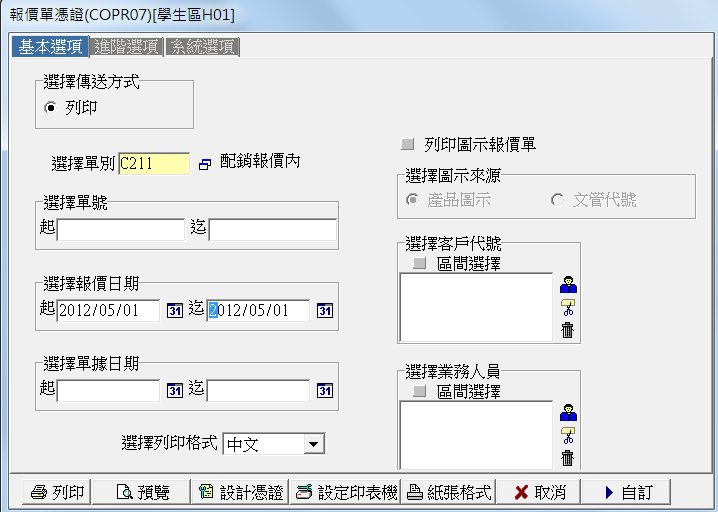 報價單憑證(COPR07)[學生區H01]
基本選項 進階選項 系統選項
選擇傳送方式
列印
選擇單別 C211 配銷報價內
選擇單號
起 迄
選擇報價日期
起 2012/05/01 31 迄 2012/05/01 31
選擇單據日期
起 31 迄 31
選擇列印格式 中文
列印圖示報價單
選擇圖示來源
產品圖示 文管代號
選擇客戶代號
區間選擇
選擇業務人員
區間選擇
列印 預覽 設計憑證 設定印表機 紙張格式 取消 自訂